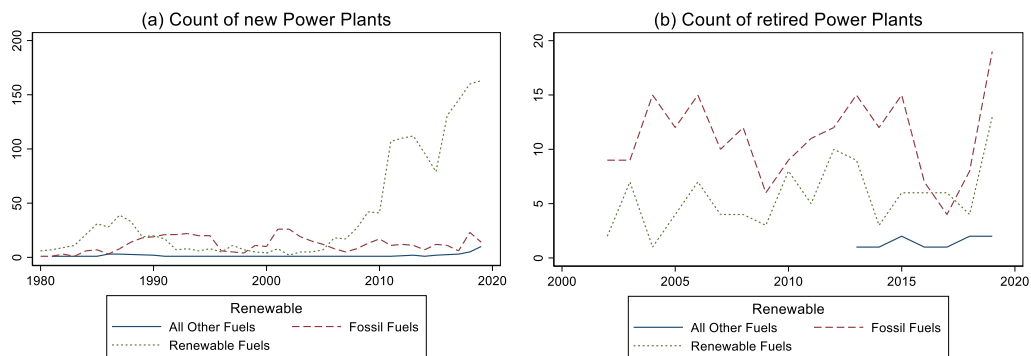 (a) Count of new Power Plants
200
150
100
50
0
1980
1990
2000
2010
2020
Renewable
All Other Fuels
Fossil Fuels
Renewable Fuels
(b) Count of retired Power Plants
20
15
10
5
0
2000
2005
2010
2015
2020
Renewable
All Other Fuels
Fossil Fuels
Renewable Fuels